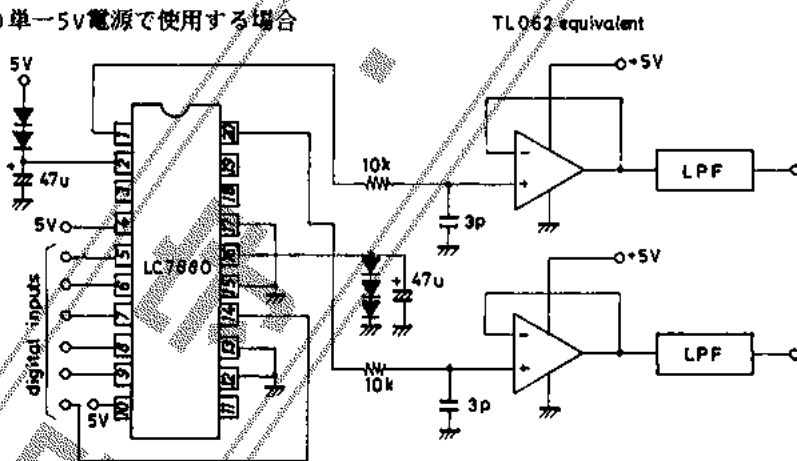 単一5V電源で使用する場合
TL062 equivalent
5V
47u
5V
digital inputs
5V
1
2
3
4
5
6
7
8
9
10
LC7880
20
19
18
17
16
15
14
13
12
11
10k
3p
+5V
LPF
47u
10k
3p
+5V
LPF